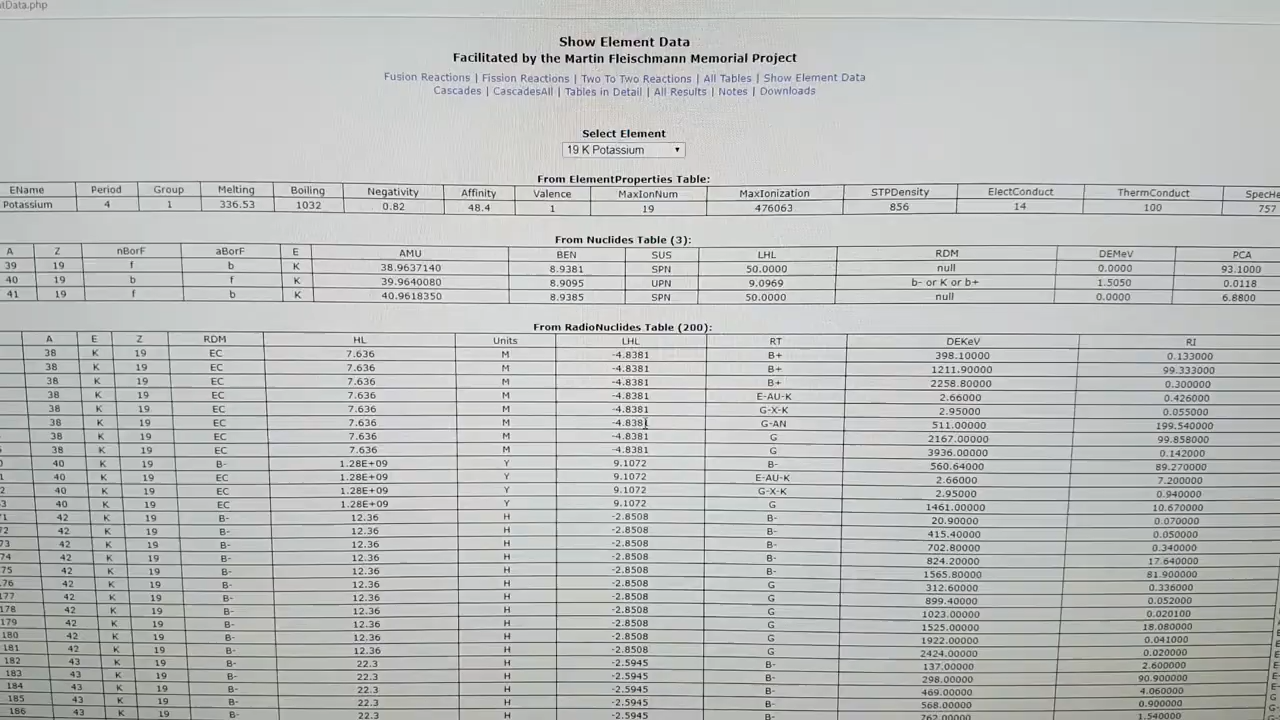 tData.php
Show Element Data
Facilitated by the Martin Fleischmann Memorial Project
Fusion Reactions | Fission Reactions | Two To Two Reactions | All Tables | Show Element Data
Cascades | CascadesAll | Tables in Detail | All Results | Notes | Downloads
Select Element
19 K Potassium
From ElementProperties Table:
EName Period Group Melting Boiling Negativity Affinity Valence MaxIonNum MaxIonization STPDensity ElectConduct ThermConduct SpecHe
Potassium 4 1 336.53 1032 0.82 48.4 1 19 476063 856 14 100 757
From Nuclides Table (3):
A Z nBorF aBorF E AMU BEN SUS LHL RDM DEMeV PCA
39 19 f b K 38.9637140 8.9381 SPN 50.0000 null 0.0000 93.1000
40 19 b f K 39.9640080 8.9095 UPN 9.0969 b- or K or b+ 1.5050 0.0118
41 19 f b K 40.9618350 8.9385 SPN 50.0000 null 0.0000 6.8800
From RadioNuclides Table (200):
A E Z RDM HL Units LHL RT DEKeV RI
38 K 19 EC 7.636 M -4.8381 B+ 398.10000 0.133000
38 K 19 EC 7.636 M -4.8381 B+ 1211.90000 99.333000
38 K 19 EC 7.636 M -4.8381 B+ 2258.80000 0.300000
38 K 19 EC 7.636 M -4.8381 E-AU-K 2.66000 0.426000
38 K 19 EC 7.636 M -4.8381 G-X-K 2.95000 0.055000
38 K 19 EC 7.636 M -4.8381 G-AN 511.00000 199.540000
38 K 19 EC 7.636 M -4.8381 G 2167.00000 99.858000
38 K 19 EC 7.636 M -4.8381 G 3936.00000 0.142000
40 K 19 B- 1.28E+09 Y 9.1072 B- 560.64000 89.270000
1 40 K 19 EC 1.28E+09 Y 9.1072 E-AU-K 2.66000 7.200000
2 40 K 19 EC 1.28E+09 Y 9.1072 G-X-K 2.95000 0.940000
3 40 K 19 EC 1.28E+09 Y 9.1072 G 1461.00000 10.670000
71 42 K 19 B- 12.36 H -2.8508 B- 20.90000 0.070000
72 42 K 19 B- 12.36 H -2.8508 B- 415.40000 0.050000
73 42 K 19 B- 12.36 H -2.8508 B- 702.80000 0.340000
74 42 K 19 B- 12.36 H -2.8508 B- 824.20000 17.640000
75 42 K 19 B- 12.36 H -2.8508 B- 1565.80000 81.900000
176 42 K 19 B- 12.36 H -2.8508 G 312.60000 0.336000
177 42 K 19 B- 12.36 H -2.8508 G 899.40000 0.052000
178 42 K 19 B- 12.36 H -2.8508 G 1023.00000 0.020100
179 42 K 19 B- 12.36 H -2.8508 G 1525.00000 18.080000
180 42 K 19 B- 12.36 H -2.8508 G 1922.00000 0.041000
181 42 K 19 B- 12.36 H -2.8508 G 2424.00000 0.020000
182 43 K 19 B- 22.3 H -2.5945 B- 137.00000 2.600000
183 43 K 19 B- 22.3 H -2.5945 B- 298.00000 90.900000
184 43 K 19 B- 22.3 H -2.5945 B- 469.00000 4.060000
185 43 K 19 B- 22.3 H -2.5945 B- 568.00000 0.900000
186 43 K 19 B- 22.3 H -2.5945 B- 762.00000 1.540000